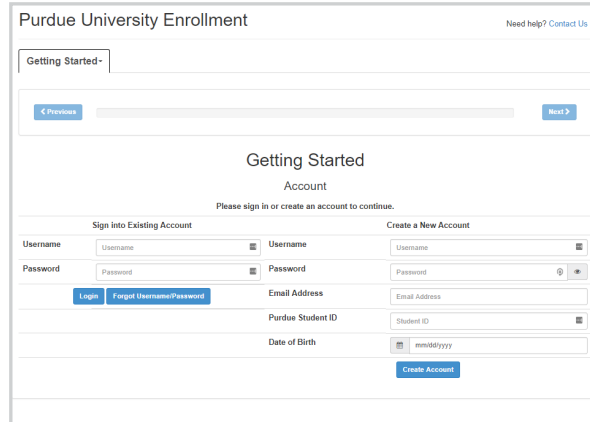 Purdue University Enrollment
Need help? Contact Us
Getting Started
Previous
Next
Getting Started
Account
Please sign in or create an account to continue.
Sign into Existing Account
Create a New Account
Username
Username
Username
Username
Password
Password
Password
Password
Login
Forgot Username/Password
Email Address
Email Address
Purdue Student ID
Student ID
Date of Birth
mm/dd/yyyy
Create Account